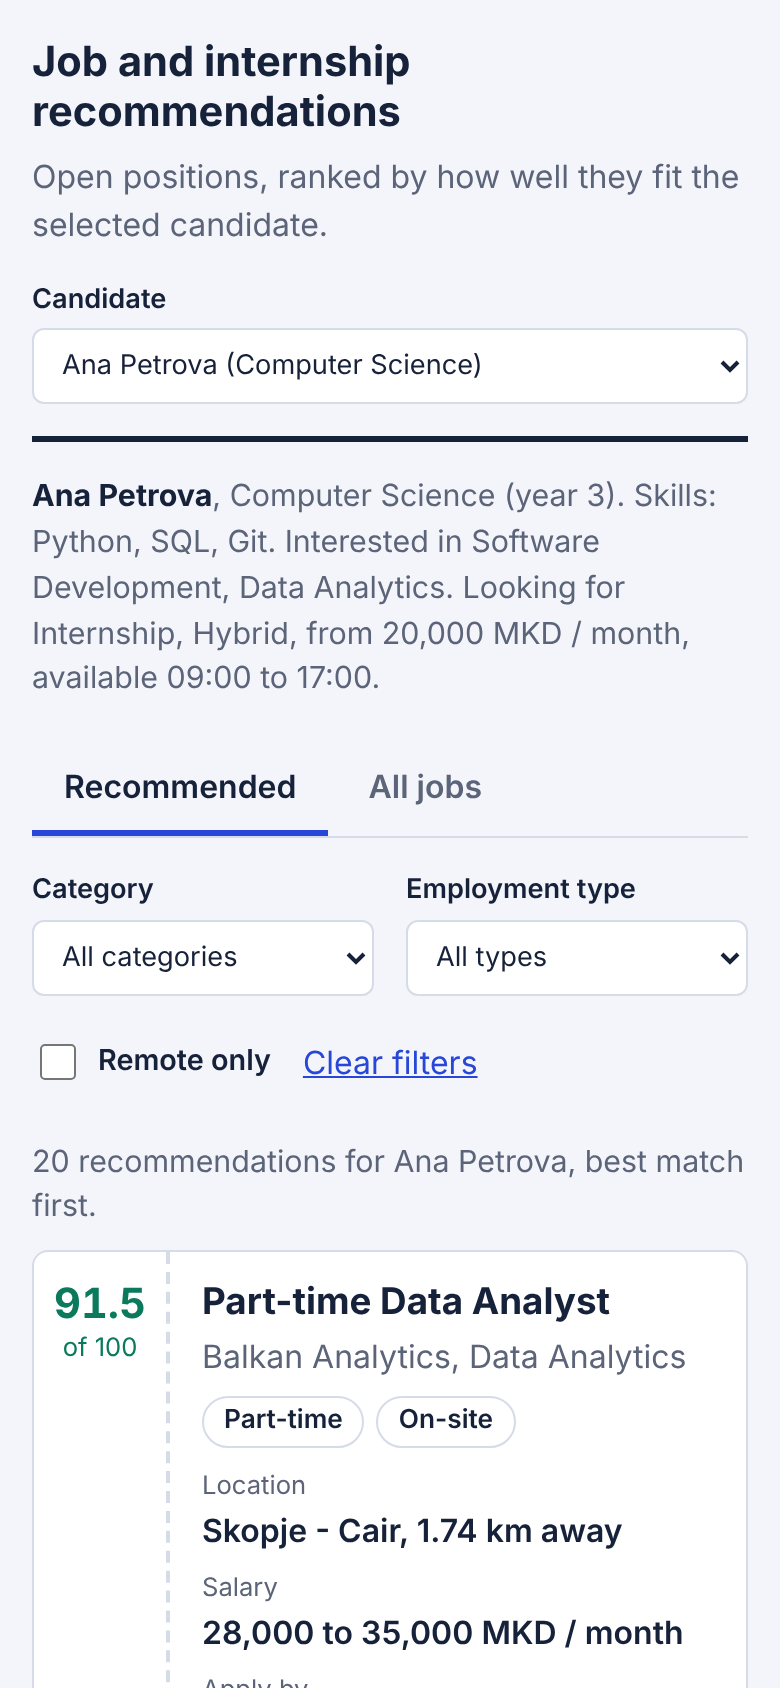 Job and internship
recommendations
Open positions, ranked by how well they fit the
selected candidate.
Candidate
Ana Petrova (Computer Science)
Ana Petrova, Computer Science (year 3). Skills:
Python, SQL, Git. Interested in Software
Development, Data Analytics. Looking for
Internship, Hybrid, from 20,000 MKD / month,
available 09:00 to 17:00.
Recommended All jobs
Category Employment type
All categories All types
Remote only Clear filters
20 recommendations for Ana Petrova, best match
first.
91.5 Part-time Data Analyst
of 100 Balkan Analytics, Data Analytics
Part-time On-site
Location
Skopje - Cair, 1.74 km away
Salary
28,000 to 35,000 MKD / month
Apply by